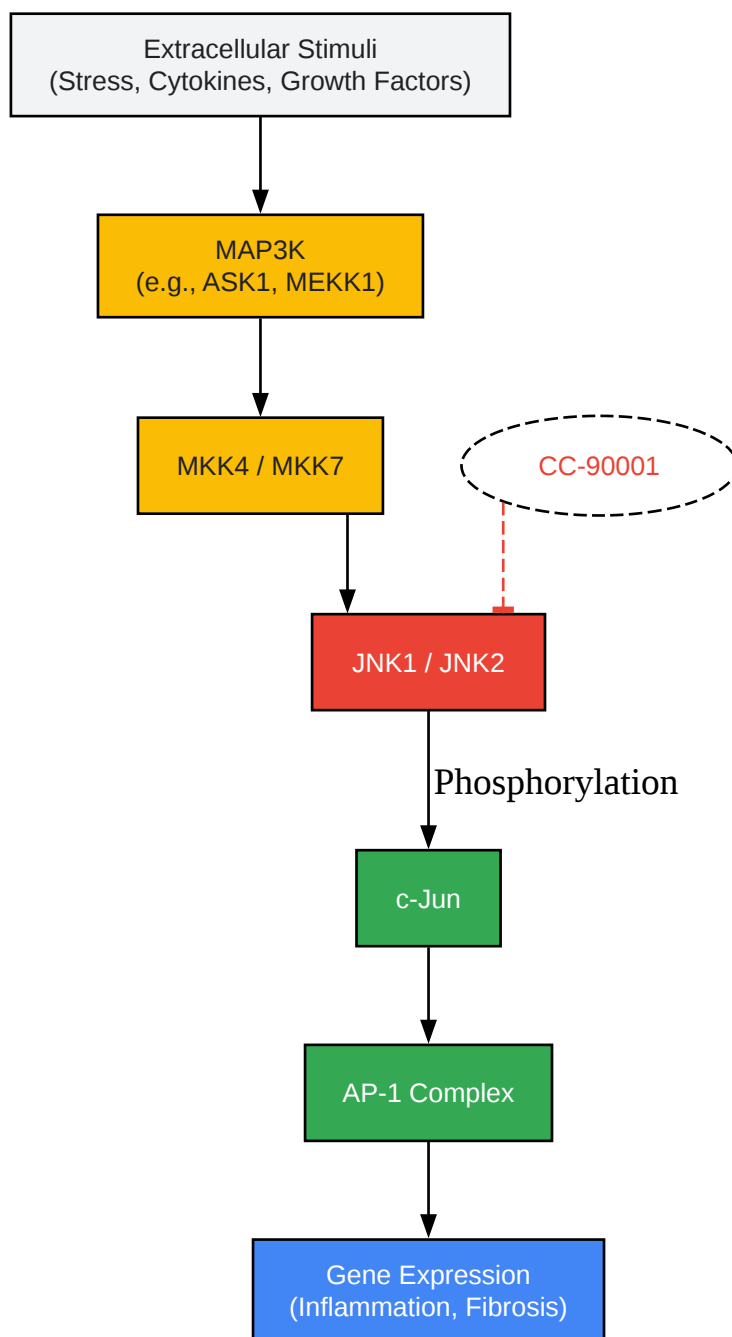 Extracellular Stimuli
(Stress, Cytokines, Growth Factors)
MAP3K
(e.g., ASK1, MEKK1)
MKK4 / MKK7
CC-90001
JNK1 / JNK2
Phosphorylation
c-Jun
AP-1 Complex
Gene Expression
(Inflammation, Fibrosis)